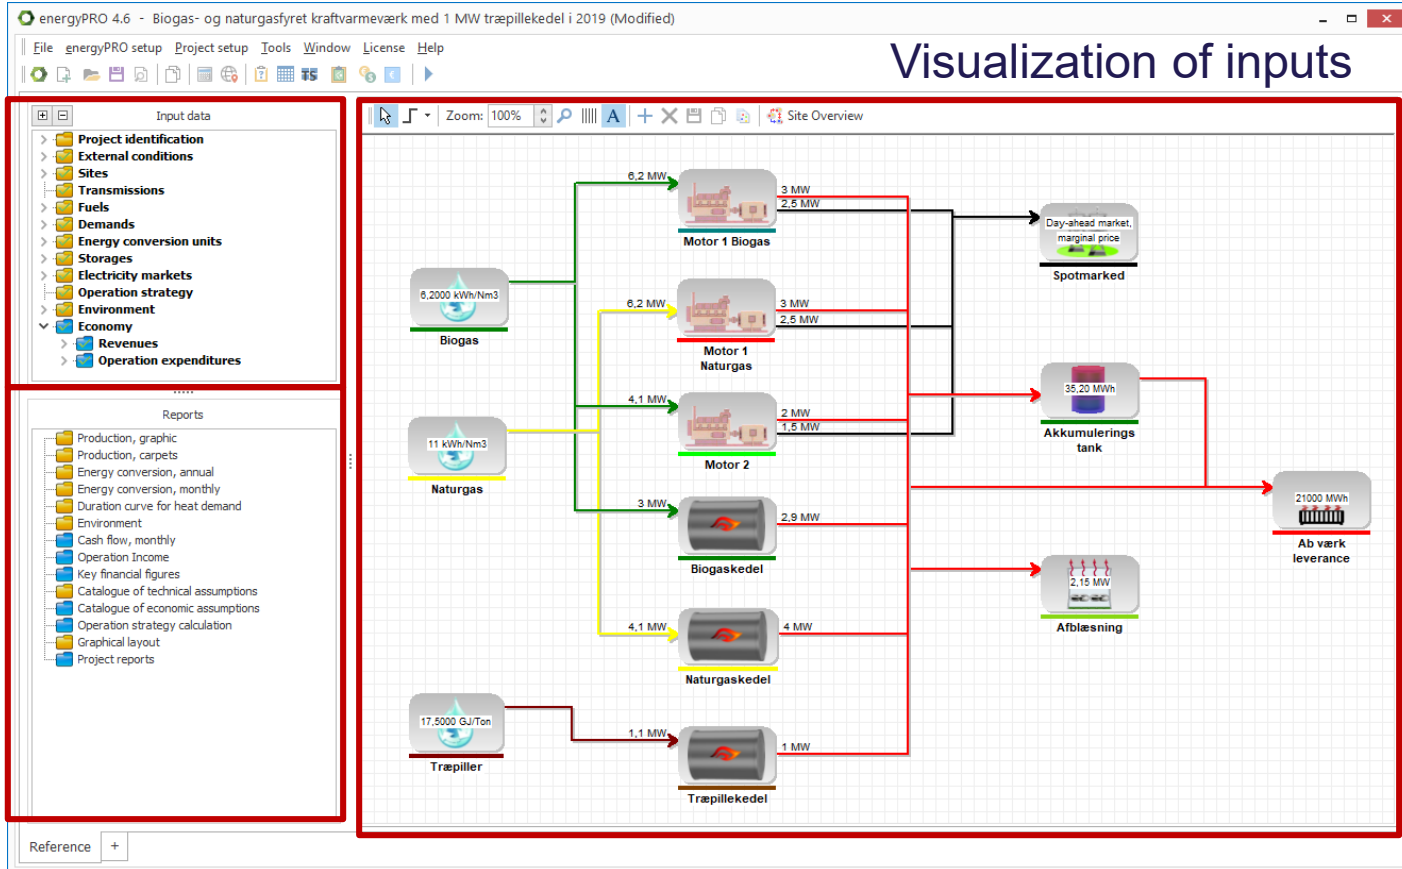 energyPRO 4.6 - Biogas- og naturgasfyret kraftvarmeværk med 1 MW træpillekedel i 2019 (Modified)
File energyPRO setup Project setup Tools Window License Help
Visualization of inputs
Input data
Project identification
External conditions
Sites
Transmissions
Fuels
Demands
Energy conversion units
Storages
Electricity markets
Operation strategy
Environment
Economy
Revenues
Operation expenditures
Reports
Production, graphic
Production, carpets
Energy conversion, annual
Energy conversion, monthly
Duration curve for heat demand
Environment
Cash flow, monthly
Operation Income
Key financial figures
Catalogue of technical assumptions
Catalogue of economic assumptions
Operation strategy calculation
Graphical layout
Project reports
Zoom: 100% A Site Overview
6,2000 kWh/Nm3
Biogas
11 kWh/Nm3
Naturgas
17,5000 GJ/Ton
Træpiller
6,2 MW
3 MW
2,5 MW
Motor 1 Biogas
6,2 MW
3 MW
2,5 MW
Motor 1
Naturgas
4,1 MW
2 MW
1,5 MW
Motor 2
3 MW
2,9 MW
Biogaskedel
4,1 MW
4 MW
Naturgaskedel
1,1 MW
1 MW
Træpillekedel
Day-ahead market,
marginal price
Spotmarked
35,20 MWh
Akkumulerings
tank
2,15 MW
Afblæsning
21000 MWh
Ab værk
leverance
Reference +